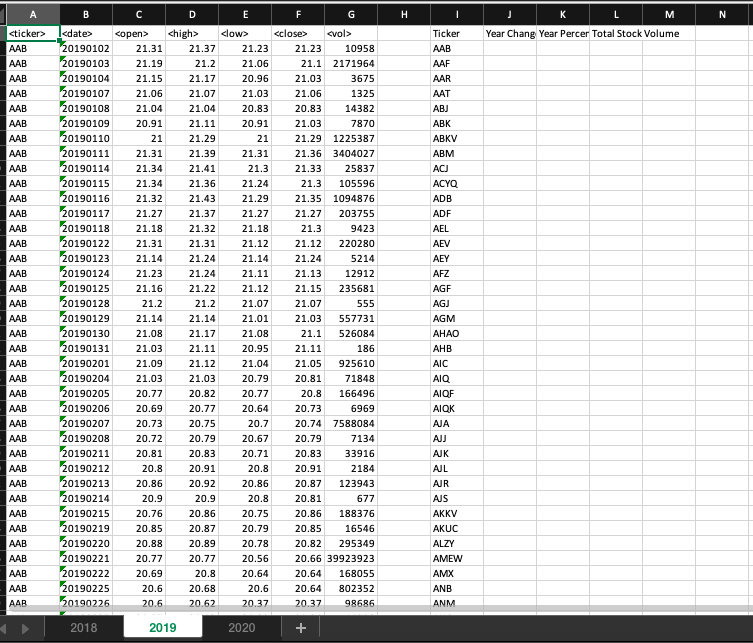 A B C D E F G H I J K L M N
<ticker> <date> <open> <high> <low> <close> <vol> Ticker Year Chang Year Percer Total Stock Volume
AAB 20190102 21.31 21.37 21.23 21.23 10958 AAB
AAB 20190103 21.19 21.2 21.06 21.1 2171964 AAF
AAB 20190104 21.15 21.17 20.96 21.03 3675 AAR
AAB 20190107 21.06 21.07 21.03 21.06 1325 AAT
AAB 20190108 21.04 21.04 20.83 20.83 14382 ABJ
AAB 20190109 20.91 21.11 20.91 21.03 7870 ABK
AAB 20190110 21 21.29 21 21.29 1225387 ABKV
AAB 20190111 21.31 21.39 21.31 21.36 3404027 ABM
AAB 20190114 21.34 21.41 21.3 21.33 25837 ACJ
AAB 20190115 21.34 21.36 21.24 21.3 105596 ACYQ
AAB 20190116 21.32 21.43 21.29 21.35 1094876 ADB
AAB 20190117 21.27 21.37 21.27 21.27 203755 ADF
AAB 20190118 21.18 21.32 21.18 21.3 9423 AEL
AAB 20190122 21.31 21.31 21.12 21.12 220280 AEV
AAB 20190123 21.14 21.24 21.14 21.24 5214 AEY
AAB 20190124 21.23 21.24 21.11 21.13 12912 AFZ
AAB 20190125 21.16 21.22 21.12 21.15 235681 AGF
AAB 20190128 21.2 21.2 21.07 21.07 555 AGJ
AAB 20190129 21.14 21.14 21.01 21.03 557731 AGM
AAB 20190130 21.08 21.17 21.08 21.1 526084 AHAO
AAB 20190131 21.03 21.11 20.95 21.11 186 AHB
AAB 20190201 21.09 21.12 21.04 21.05 925610 AIC
AAB 20190204 21.03 21.03 20.79 20.81 71848 AIQ
AAB 20190205 20.77 20.82 20.77 20.8 166496 AIQF
AAB 20190206 20.69 20.77 20.64 20.73 6969 AIQK
AAB 20190207 20.73 20.75 20.7 20.74 7588084 AJA
AAB 20190208 20.72 20.79 20.67 20.79 7134 AJJ
AAB 20190211 20.81 20.83 20.71 20.83 33916 AJK
AAB 20190212 20.8 20.91 20.8 20.91 2184 AJL
AAB 20190213 20.86 20.92 20.86 20.87 123943 AJR
AAB 20190214 20.9 20.9 20.8 20.81 677 AJS
AAB 20190215 20.76 20.86 20.75 20.86 188376 AKKV
AAB 20190219 20.85 20.87 20.79 20.85 16546 AKUC
AAB 20190220 20.88 20.89 20.78 20.82 295349 ALZY
AAB 20190221 20.77 20.77 20.56 20.66 39923923 AMEW
AAB 20190222 20.69 20.8 20.64 20.64 168055 AMX
AAB 20190225 20.6 20.68 20.6 20.64 802352 ANB
AAB 20190226 20.6 20.62 20.37 20.37 98686 ANM
2018 2019 2020 +